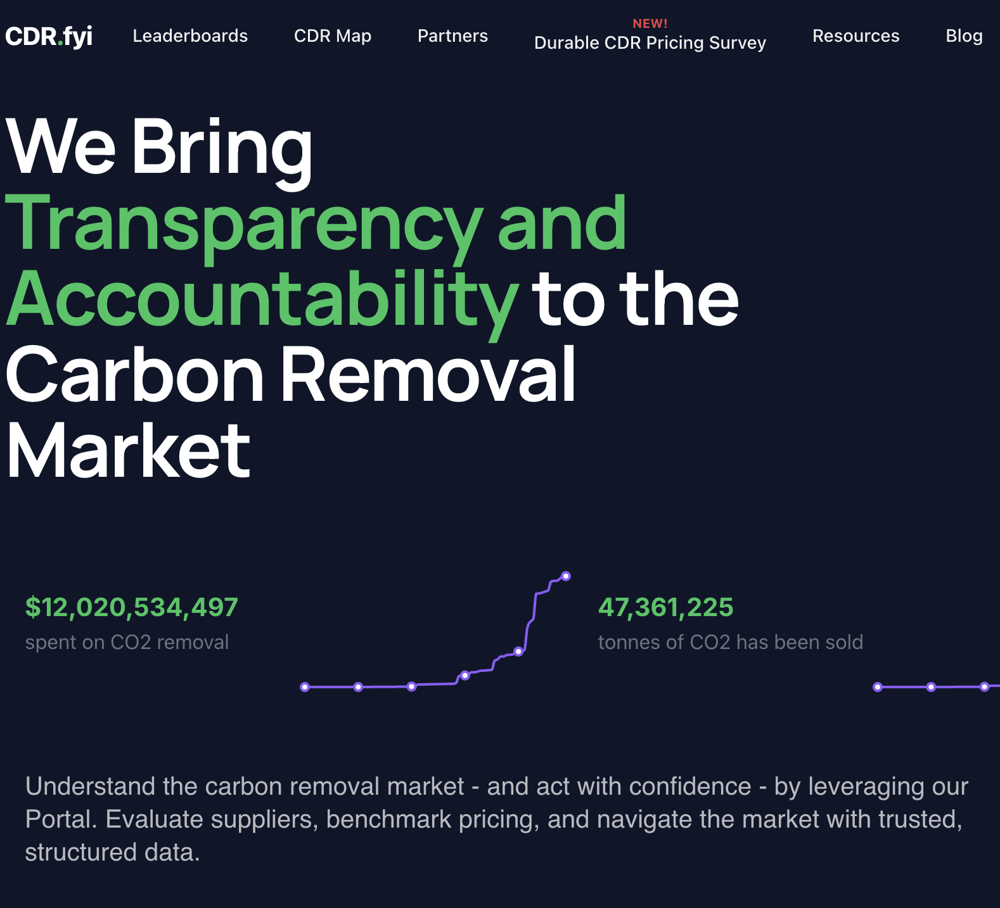 CDR.fyi
Leaderboards
CDR Map
Partners
NEW!
Durable CDR Pricing Survey
Resources
Blog
We Bring
Transparency and
Accountability to the
Carbon Removal
Market
$12,020,534,497
spent on CO2 removal
47,361,225
tonnes of CO2 has been sold
Understand the carbon removal market - and act with confidence - by leveraging our
Portal. Evaluate suppliers, benchmark pricing, and navigate the market with trusted,
structured data.